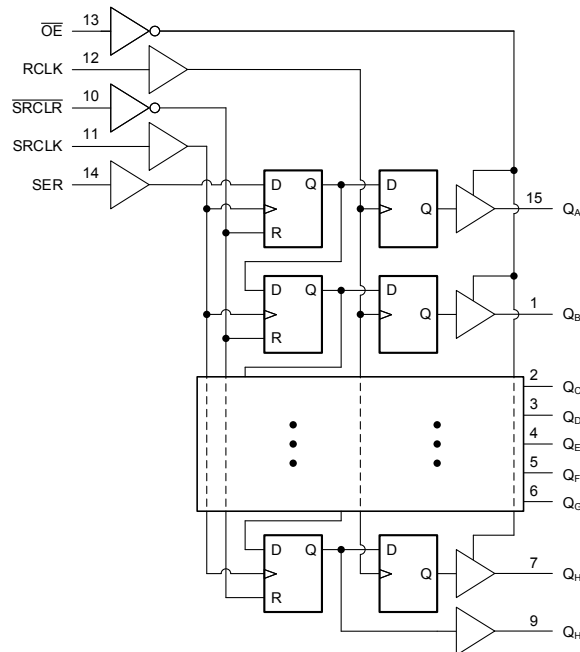 13
OE
12
RCLK
10
SRCLR
11
SRCLK
14
SER
D Q D
R Q 15 QA
D Q D
R Q 1 QB
2 QC
3 QD
4 QE
5 QF
6 QG
D Q D
R Q 7 QH
9 QH